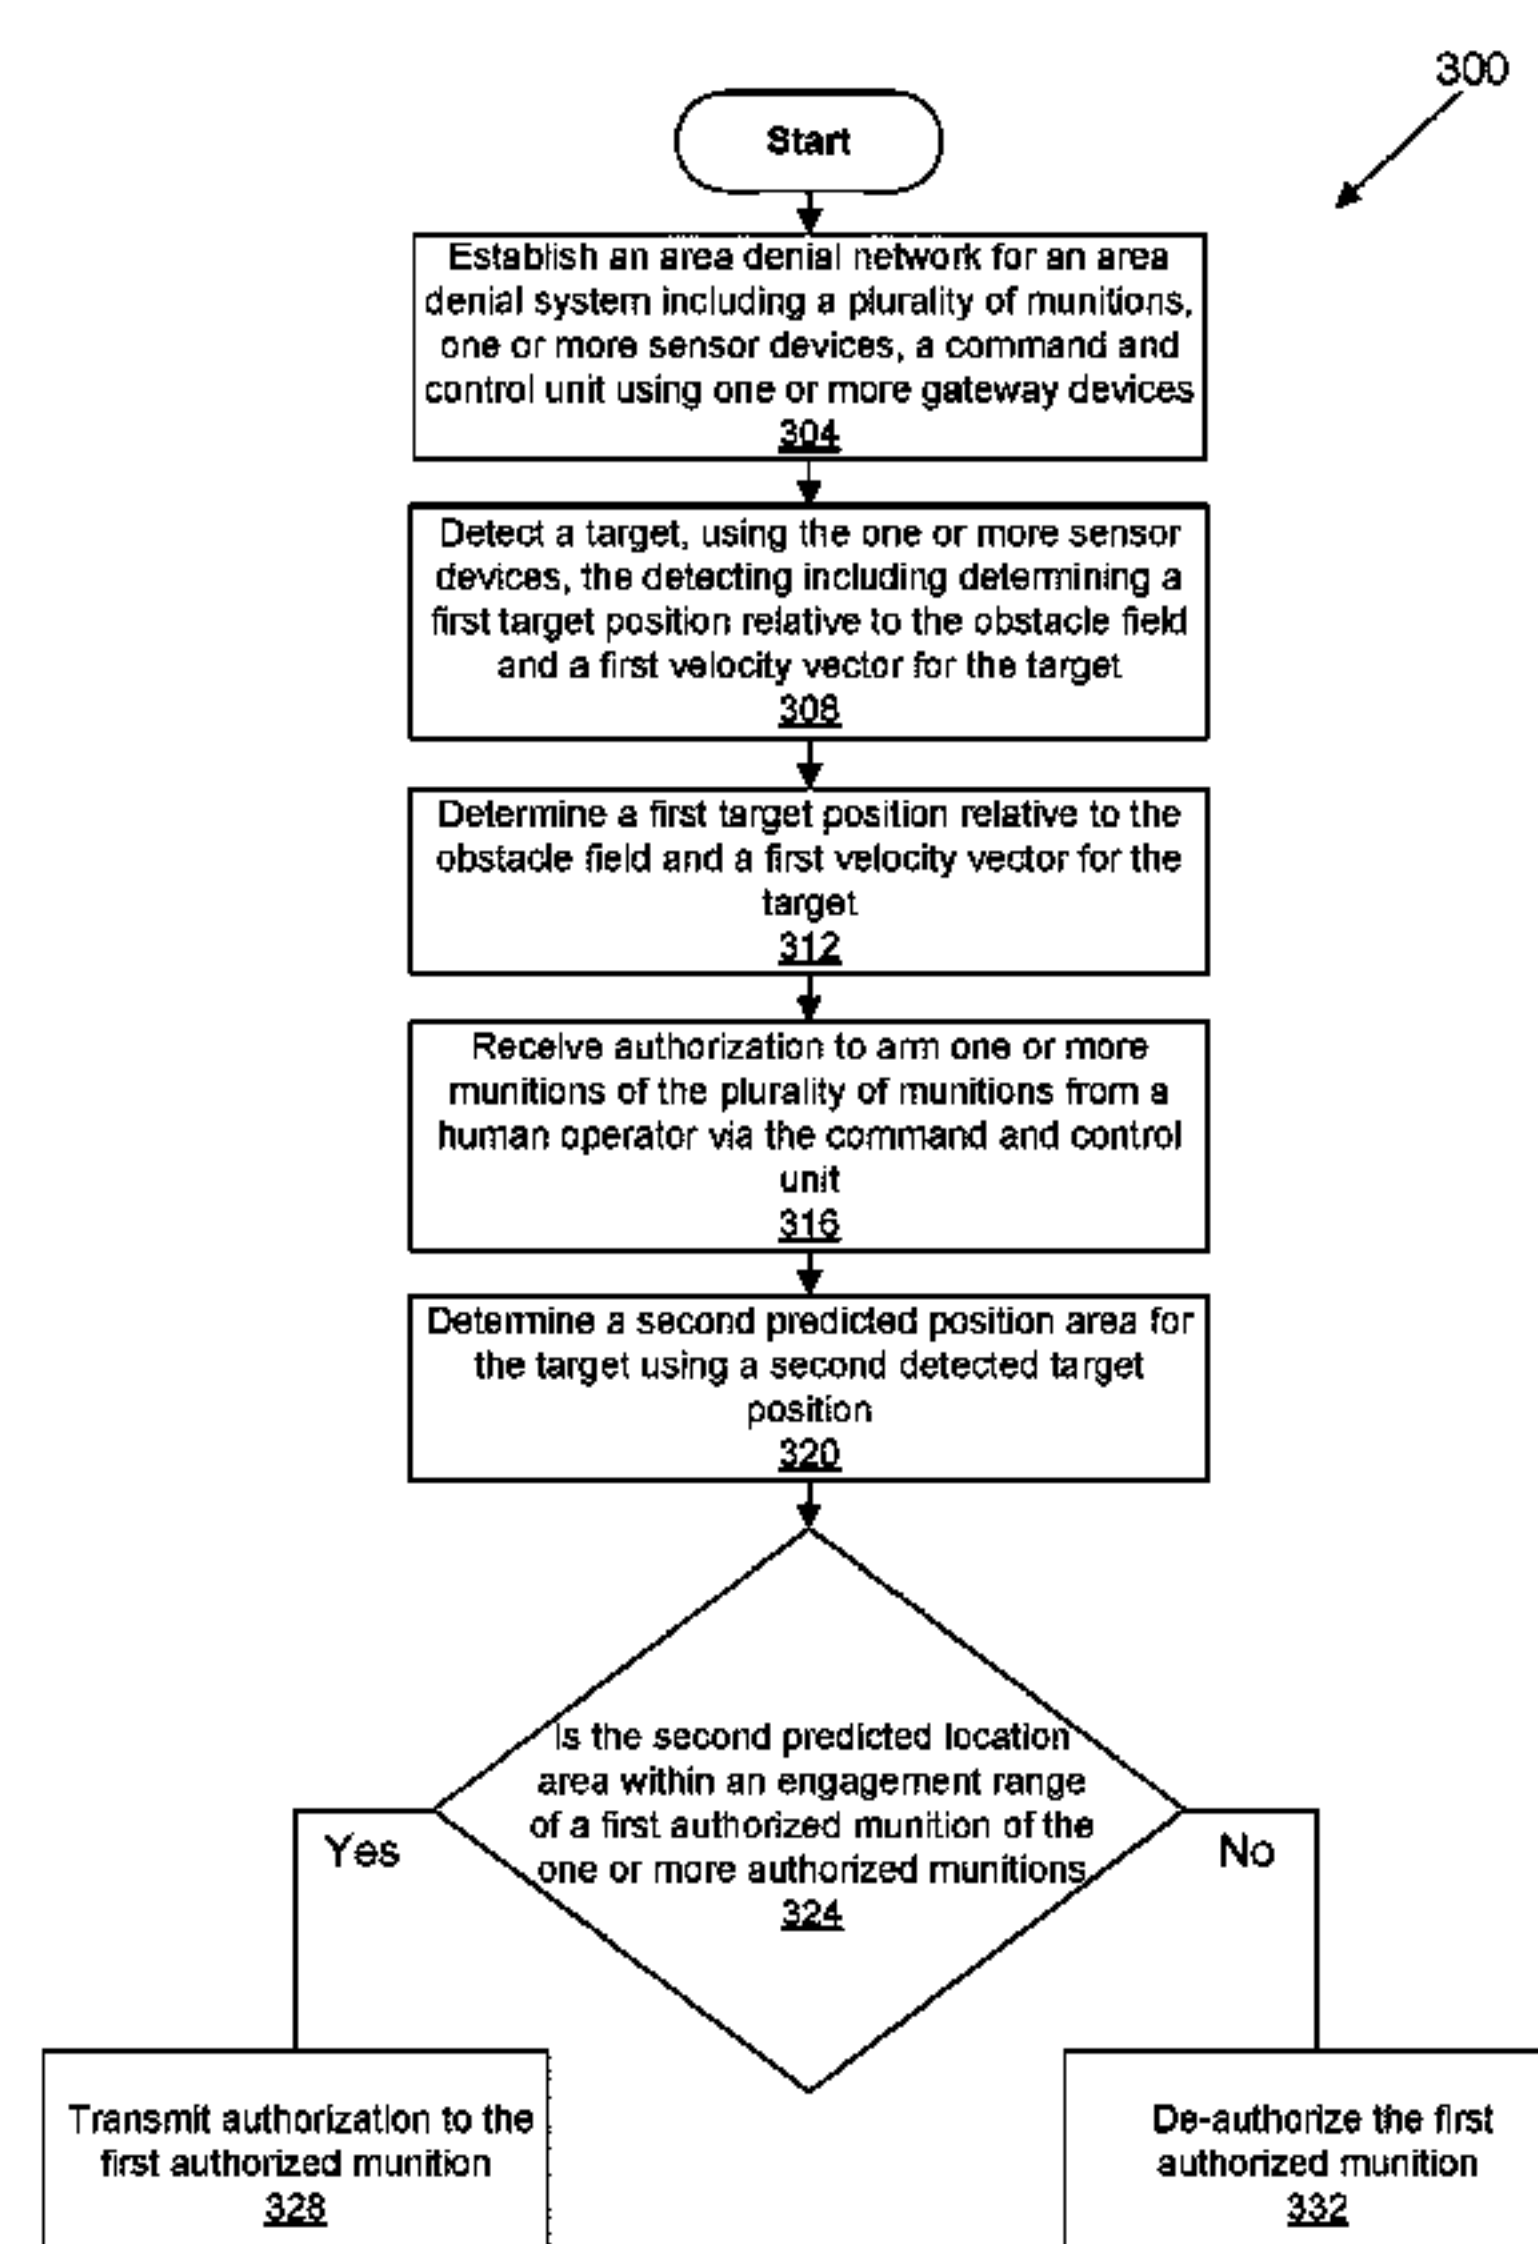 300
Start
Establish an area denial network for an area
denial system including a plurality of munitions,
one or more sensor devices, a command and
control unit using one or more gateway devices
304
Detect a target, using the one or more sensor
devices, the detecting including determining a
first target position relative to the obstacle field
and a first velocity vector for the target
308
Determine a first target position relative to the
obstacle field and a first velocity vector for the
target
312
Receive authorization to arm one or more
munitions of the plurality of munitions from a
human operator via the command and control
unit
316
Determine a second predicted position area for
the target using a second detected target
position
320
Is the second predicted location
area within an engagement range
of a first authorized munition of the
one or more authorized munitions
324
Yes
No
Transmit authorization to the
first authorized munition
328
De-authorize the first
authorized munition
332